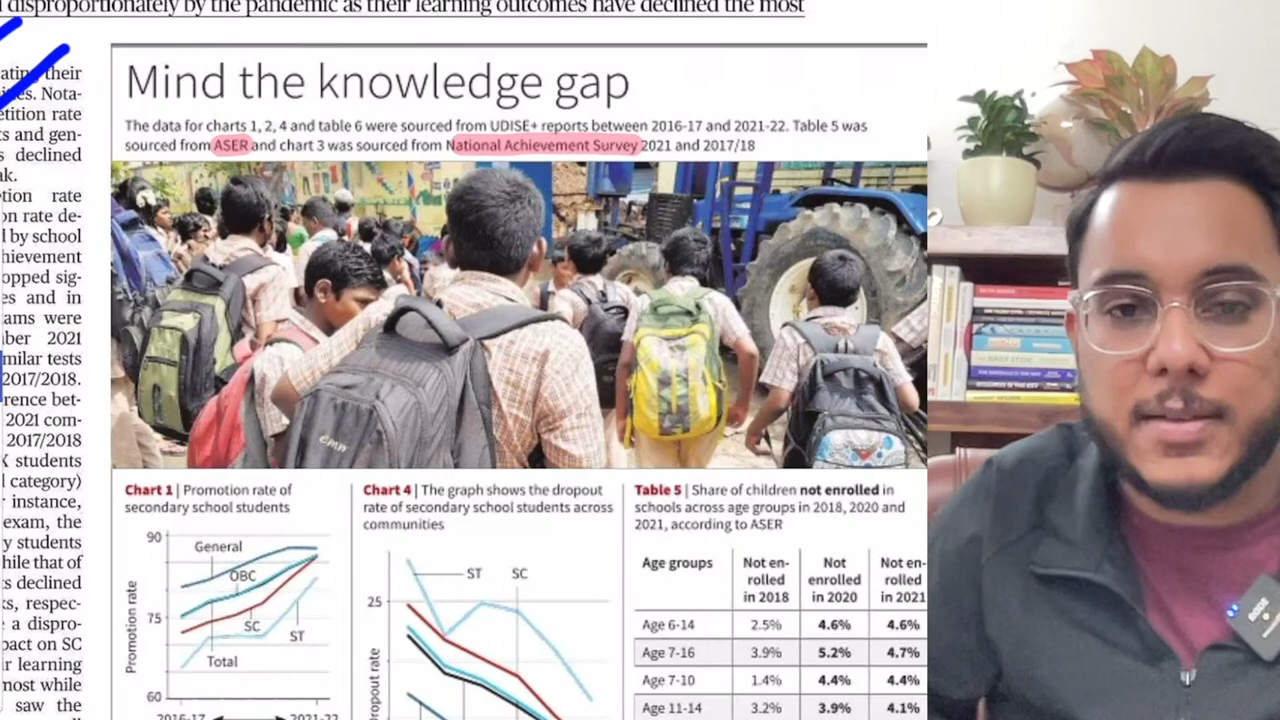 disproportionately by the pandemic as their learning outcomes have declined the most
ating their
ies. Nota-
etition rate
ts and gen-
s declined
ak.
etion rate
on rate de-
l by school
hievement
opped sig-
es and in
ams were
ber 2021
milar tests
2017/2018.
rence bet-
2021 com-
2017/2018
X students
l category)
r instance,
exam, the
y students
hile that of
ts declined
ks, respec-
e a dispro-
pact on SC
ir learning
most while
saw the
Mind the knowledge gap
The data for charts 1, 2, 4 and table 6 were sourced from UDISE+ reports between 2016-17 and 2021-22. Table 5 was
sourced from ASER and chart 3 was sourced from National Achievement Survey 2021 and 2017/18
Chart 1 | Promotion rate of
secondary school students
90
75
60
Promotion rate
General
OBC
SC
ST
Total
2016-17
2021-22
Chart 4 | The graph shows the dropout
rate of secondary school students across
communities
ST
SC
25
Dropout rate
Table 5 | Share of children not enrolled in
schools across age groups in 2018, 2020 and
2021, according to ASER
Age groups
Not en-
rolled
in 2018
Not
enrolled
in 2020
Not en-
rolled
in 2021
Age 6-14 2.5% 4.6% 4.6%
Age 7-16 3.9% 5.2% 4.7%
Age 7-10 1.4% 4.4% 4.4%
Age 11-14 3.2% 3.9% 4.1%